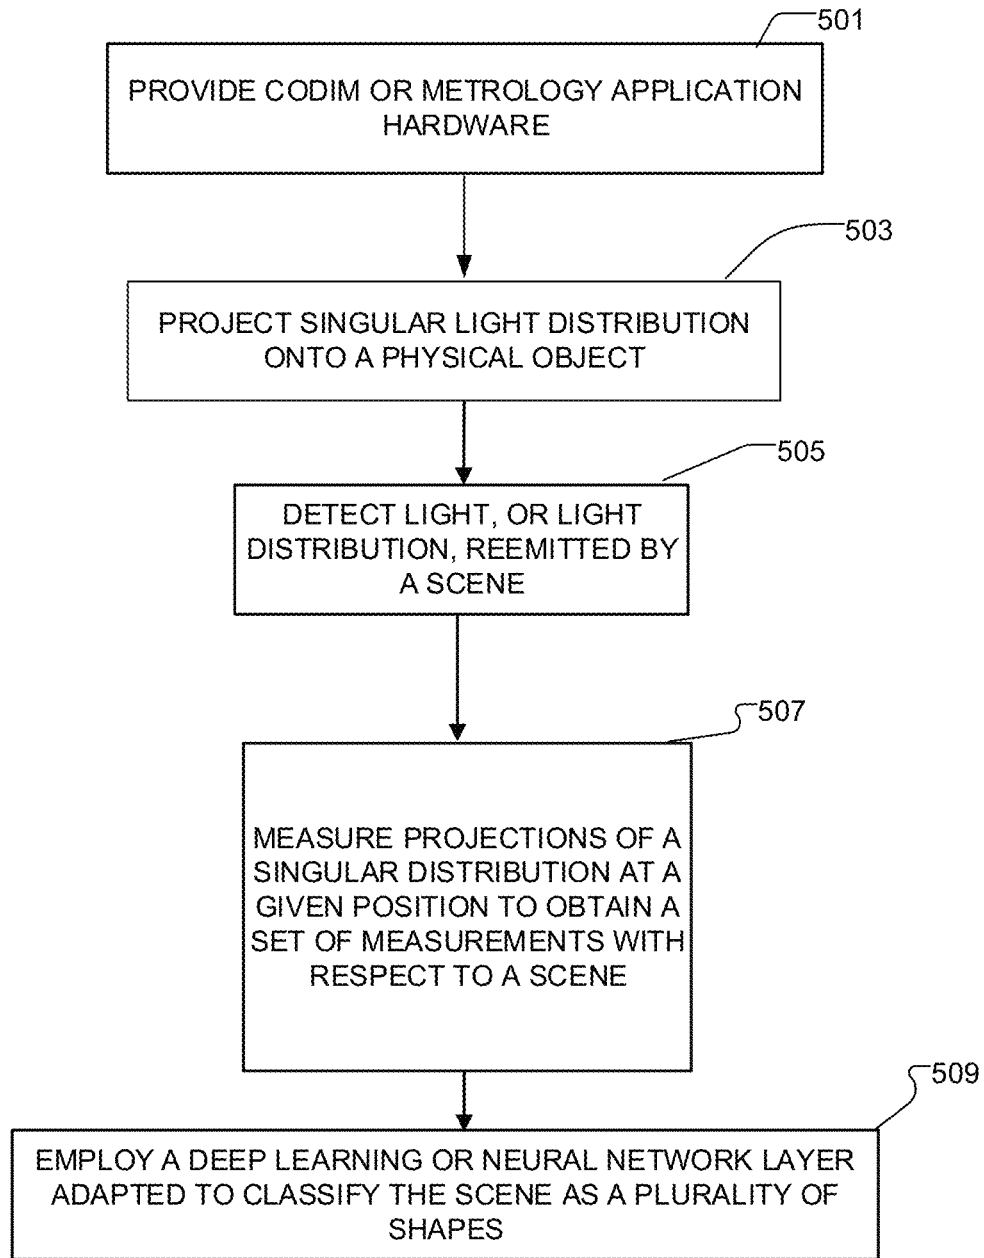 501
PROVIDE CODIM OR METROLOGY APPLICATION
HARDWARE
503
PROJECT SINGULAR LIGHT DISTRIBUTION
ONTO A PHYSICAL OBJECT
505
DETECT LIGHT, OR LIGHT
DISTRIBUTION, REEMITTED BY
A SCENE
507
MEASURE PROJECTIONS OF A
SINGULAR DISTRIBUTION AT A
GIVEN POSITION TO OBTAIN A
SET OF MEASUREMENTS WITH
RESPECT TO A SCENE
509
EMPLOY A DEEP LEARNING OR NEURAL NETWORK LAYER
ADAPTED TO CLASSIFY THE SCENE AS A PLURALITY OF
SHAPES